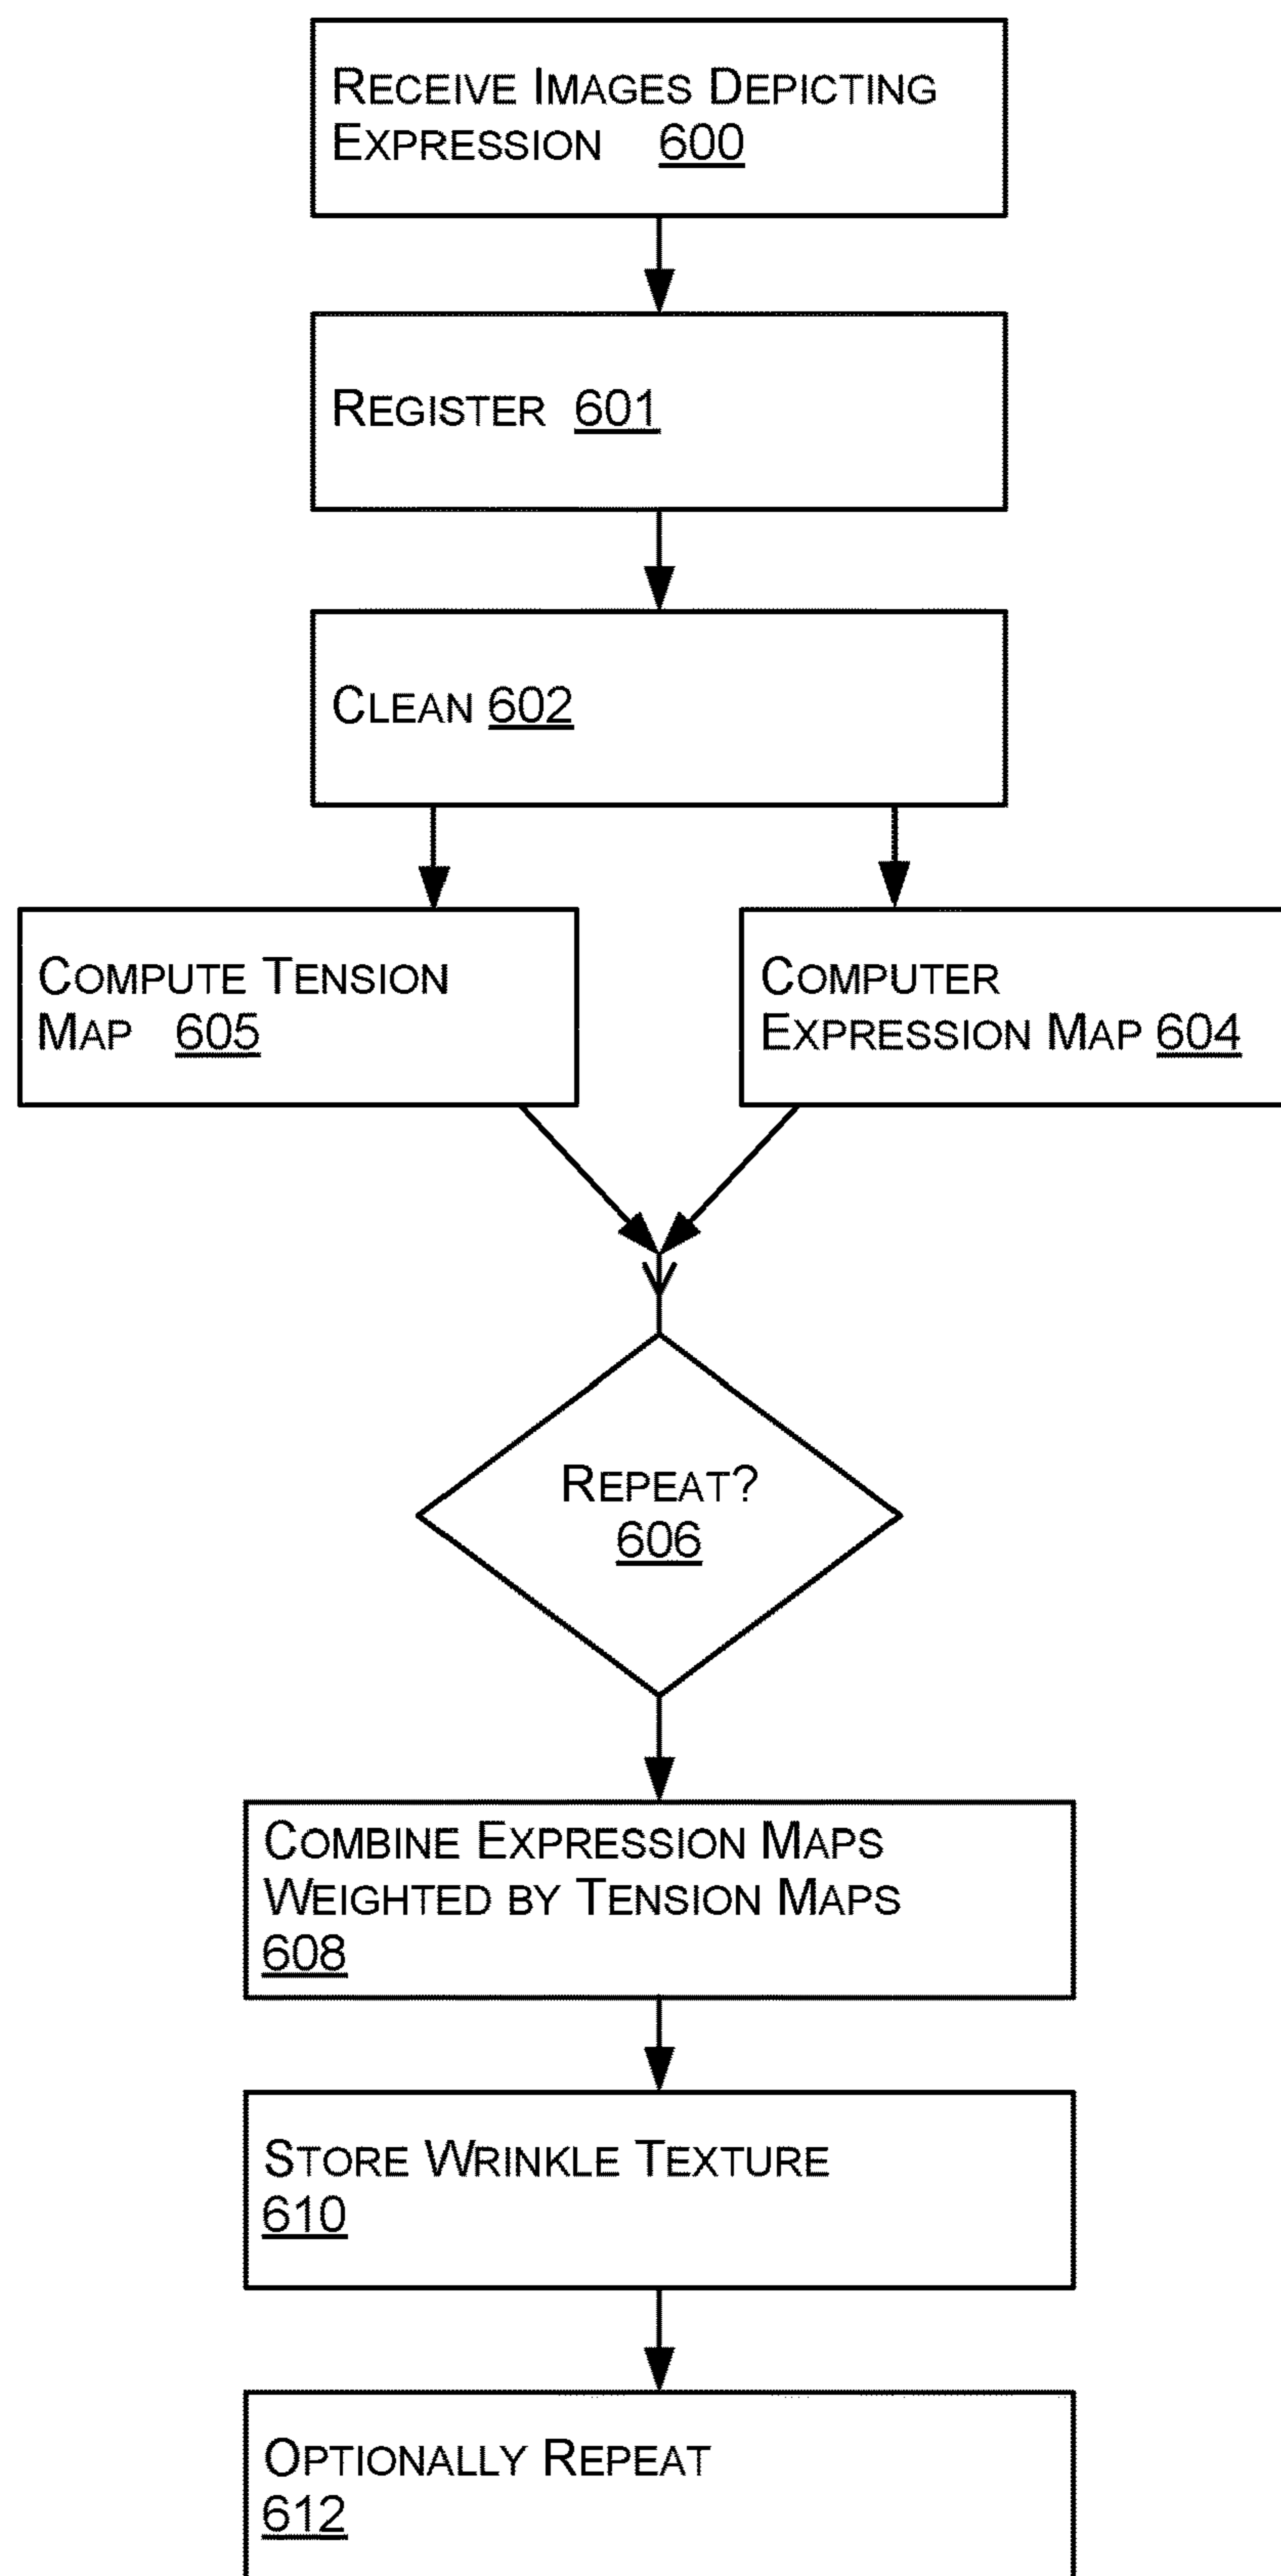 RECEIVE IMAGES DEPICTING
EXPRESSION 600
REGISTER 601
CLEAN 602
COMPUTE TENSION
MAP 605
COMPUTER
EXPRESSION MAP 604
REPEAT?
606
COMBINE EXPRESSION MAPS
WEIGHTED BY TENSION MAPS
608
STORE WRINKLE TEXTURE
610
OPTIONALLY REPEAT
612